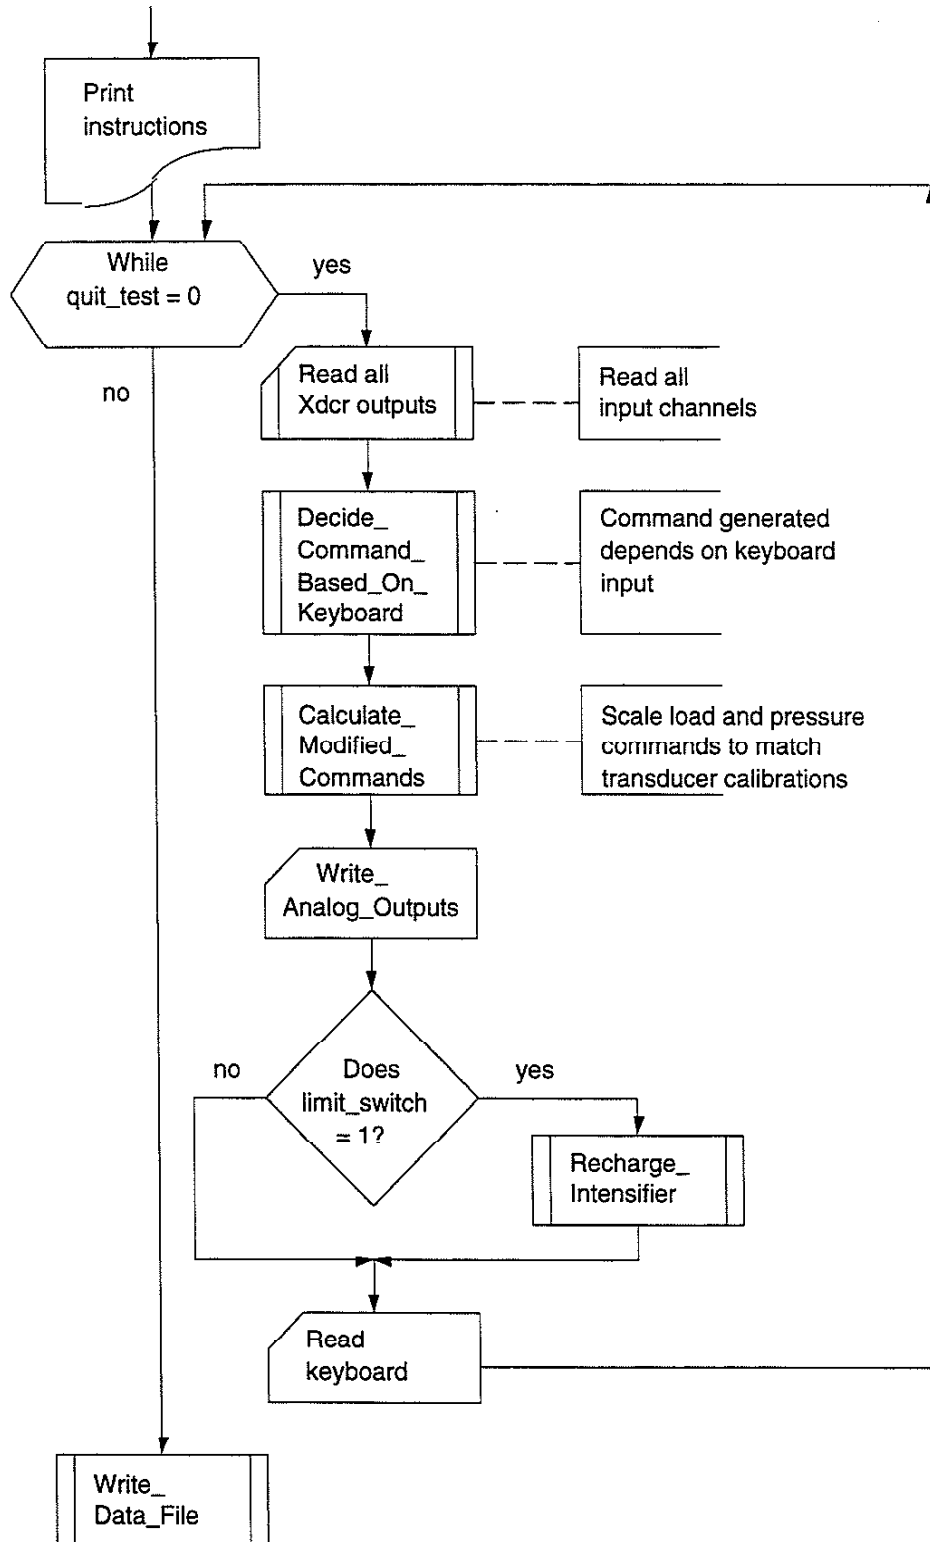 Print
instructions
While
quit_test = 0
yes
no
Read all
Xdcr outputs
Read all
input channels
Decide_
Command_
Based_On_
Keyboard
Command generated
depends on keyboard
input
Calculate_
Modified_
Commands
Scale load and pressure
commands to match
transducer calibrations
Write_
Analog_Outputs
no
Does
limit_switch
= 1?
yes
Recharge_
Intensifier
Read
keyboard
Write_
Data_File